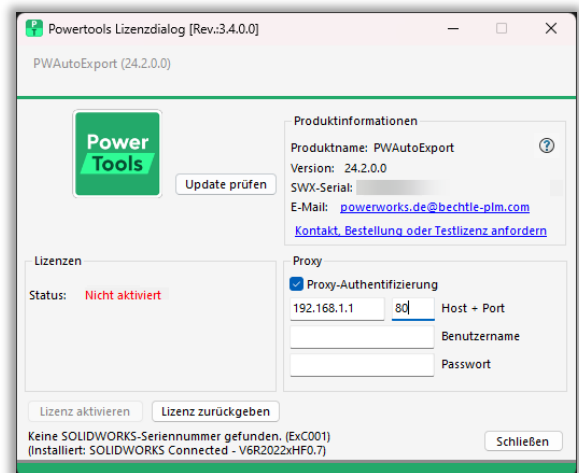 Powertools Lizenzdialog [Rev.:3.4.0.0]
PWAutoExport (24.2.0.0)
Power
Tools
Update prüfen
Produktinformationen
Produktname: PWAutoExport
Version: 24.2.0.0
SWX-Serial:
E-Mail: powerworks.de@bechtle-plm.com
Kontakt, Bestellung oder Testlizenz anfordern
Lizenzen
Status: Nicht aktiviert
Proxy
Proxy-Authentifizierung
192.168.1.1 80 Host + Port
Benutzername
Passwort
Lizenz aktivieren Lizenz zurückgeben
Keine SOLIDWORKS-Seriennummer gefunden. (ExC001)
(Installiert: SOLIDWORKS Connected - V6R2022xHF0.7)
Schließen